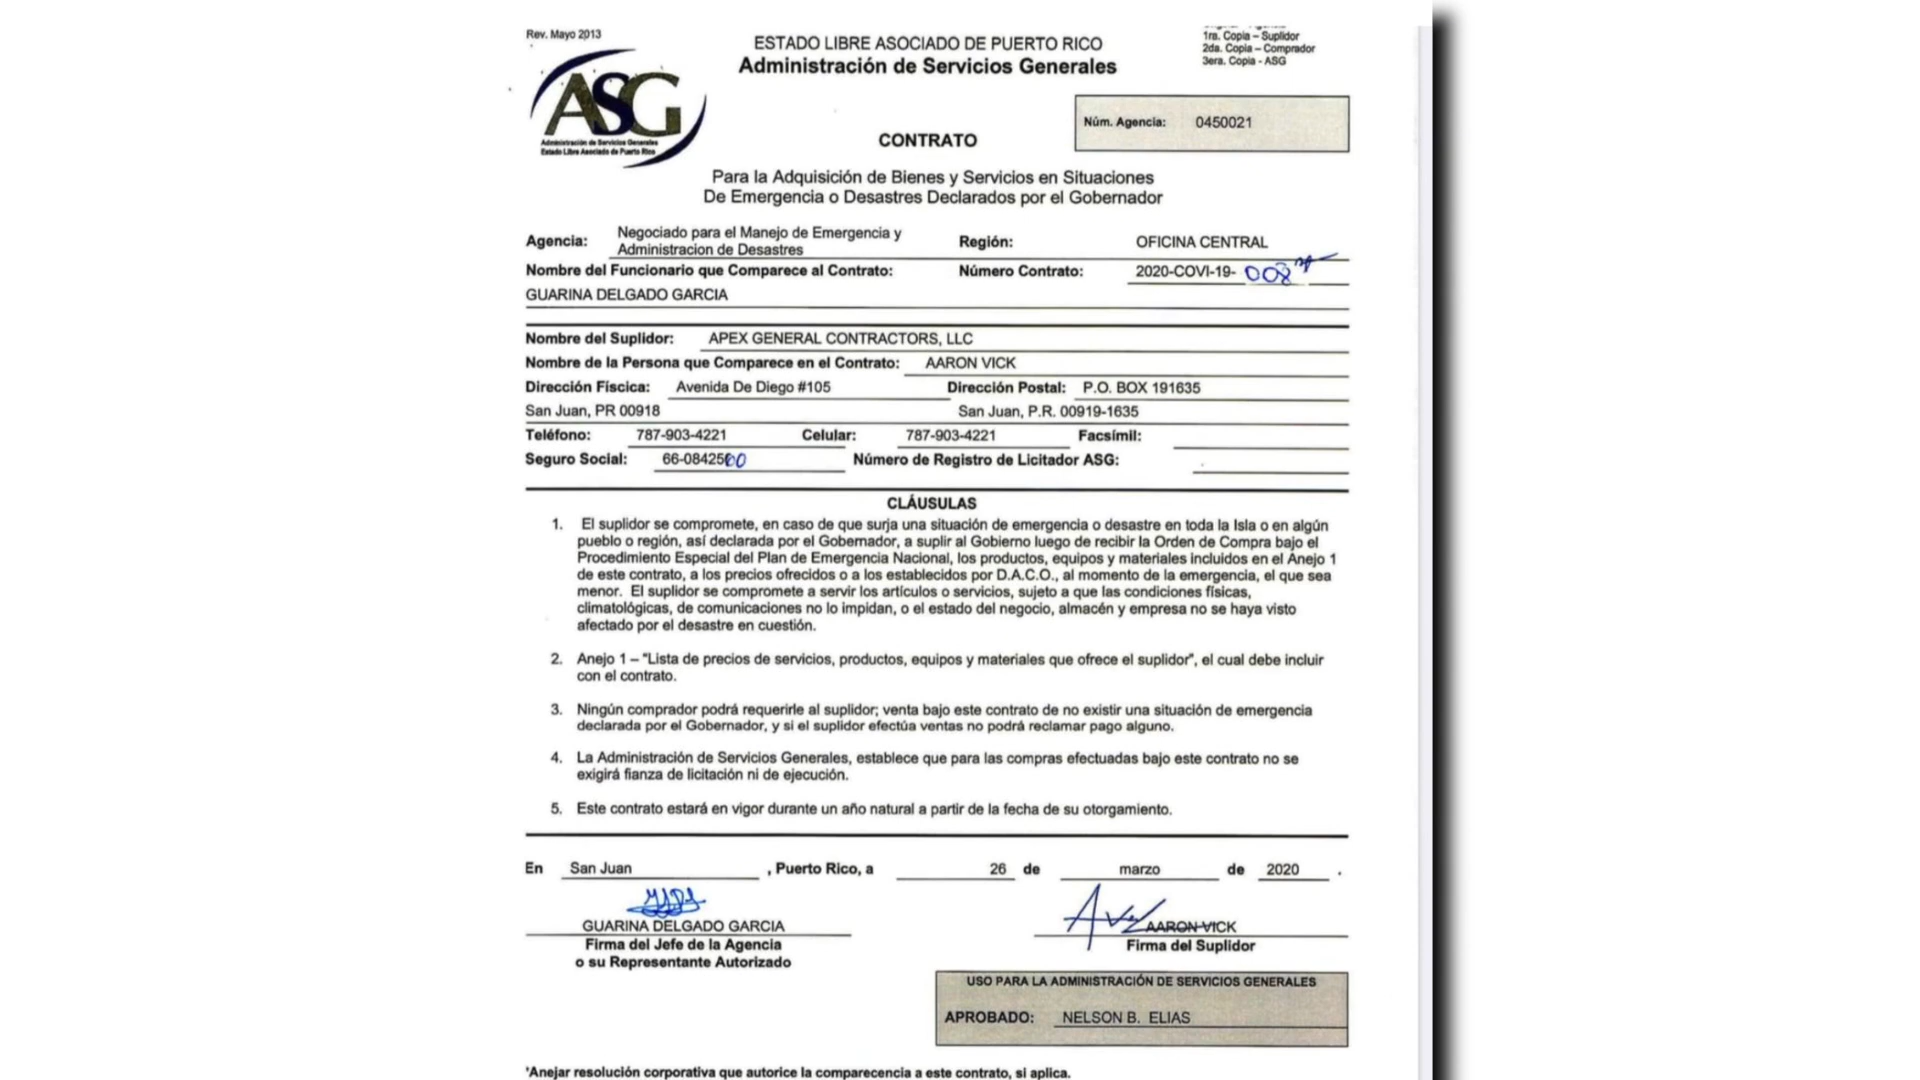 Rev. Mayo 2013
1ra. Copia – Suplidor
2da. Copia – Comprador
3era. Copia - ASG
ESTADO LIBRE ASOCIADO DE PUERTO RICO
Administración de Servicios Generales
ASG
Administración de Servicios Generales
Estado Libre Asociado de Puerto Rico
Núm. Agencia: 0450021
CONTRATO
Para la Adquisición de Bienes y Servicios en Situaciones
De Emergencia o Desastres Declarados por el Gobernador
Agencia: Negociado para el Manejo de Emergencia y
Administracion de Desastres
Región: OFICINA CENTRAL
Nombre del Funcionario que Comparece al Contrato: Número Contrato: 2020-COVI-19- 008
GUARINA DELGADO GARCIA
Nombre del Suplidor: APEX GENERAL CONTRACTORS, LLC
Nombre de la Persona que Comparece en el Contrato: AARON VICK
Dirección Físcica: Avenida De Diego #105 Dirección Postal: P.O. BOX 191635
San Juan, PR 00918 San Juan, P.R. 00919-1635
Teléfono: 787-903-4221 Celular: 787-903-4221 Facsímil:
Seguro Social: 66-0842500 Número de Registro de Licitador ASG:
CLÁUSULAS
1. El suplidor se compromete, en caso de que surja una situación de emergencia o desastre en toda la Isla o en algún
pueblo o región, así declarada por el Gobernador, a suplir al Gobierno luego de recibir la Orden de Compra bajo el
Procedimiento Especial del Plan de Emergencia Nacional, los productos, equipos y materiales incluidos en el Anejo 1
de este contrato, a los precios ofrecidos o a los establecidos por D.A.C.O., al momento de la emergencia, el que sea
menor. El suplidor se compromete a servir los artículos o servicios, sujeto a que las condiciones físicas,
climatológicas, de comunicaciones no lo impidan, o el estado del negocio, almacén y empresa no se haya visto
afectado por el desastre en cuestión.
2. Anejo 1 – "Lista de precios de servicios, productos, equipos y materiales que ofrece el suplidor", el cual debe incluir
con el contrato.
3. Ningún comprador podrá requerirle al suplidor; venta bajo este contrato de no existir una situación de emergencia
declarada por el Gobernador, y si el suplidor efectúa ventas no podrá reclamar pago alguno.
4. La Administración de Servicios Generales, establece que para las compras efectuadas bajo este contrato no se
exigirá fianza de licitación ni de ejecución.
5. Este contrato estará en vigor durante un año natural a partir de la fecha de su otorgamiento.
En San Juan , Puerto Rico, a 26 de marzo de 2020 .
GUARINA DELGADO GARCIA
Firma del Jefe de la Agencia
o su Representante Autorizado
AARON VICK
Firma del Suplidor
USO PARA LA ADMINISTRACIÓN DE SERVICIOS GENERALES
APROBADO: NELSON B. ELIAS
*Anejar resolución corporativa que autorice la comparecencia a este contrato, si aplica.